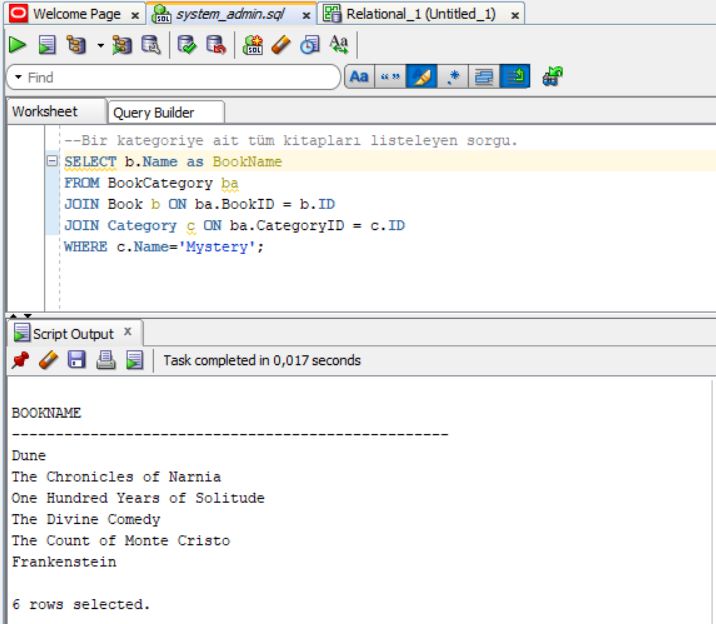 Welcome Page x system_admin.sql x Relational_1 (Untitled_1) x
Find
Aa “” .*
Worksheet Query Builder
--Bir kategoriye ait tüm kitapları listeleyen sorgu.
SELECT b.Name as BookName
FROM BookCategory ba
JOIN Book b ON ba.BookID = b.ID
JOIN Category c ON ba.CategoryID = c.ID
WHERE c.Name='Mystery';
Script Output x
Task completed in 0,017 seconds
BOOKNAME
--------------------------------------------------
Dune
The Chronicles of Narnia
One Hundred Years of Solitude
The Divine Comedy
The Count of Monte Cristo
Frankenstein
6 rows selected.